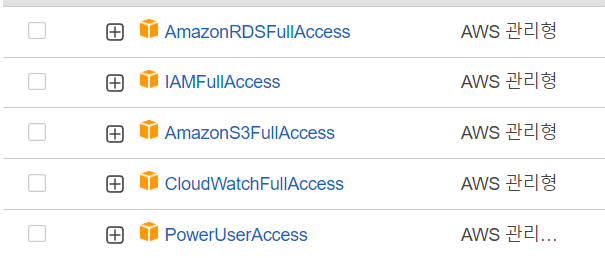 AmazonRDSFullAccess AWS 관리형
IAMFullAccess AWS 관리형
AmazonS3FullAccess AWS 관리형
CloudWatchFullAccess AWS 관리형
PowerUserAccess AWS 관리...